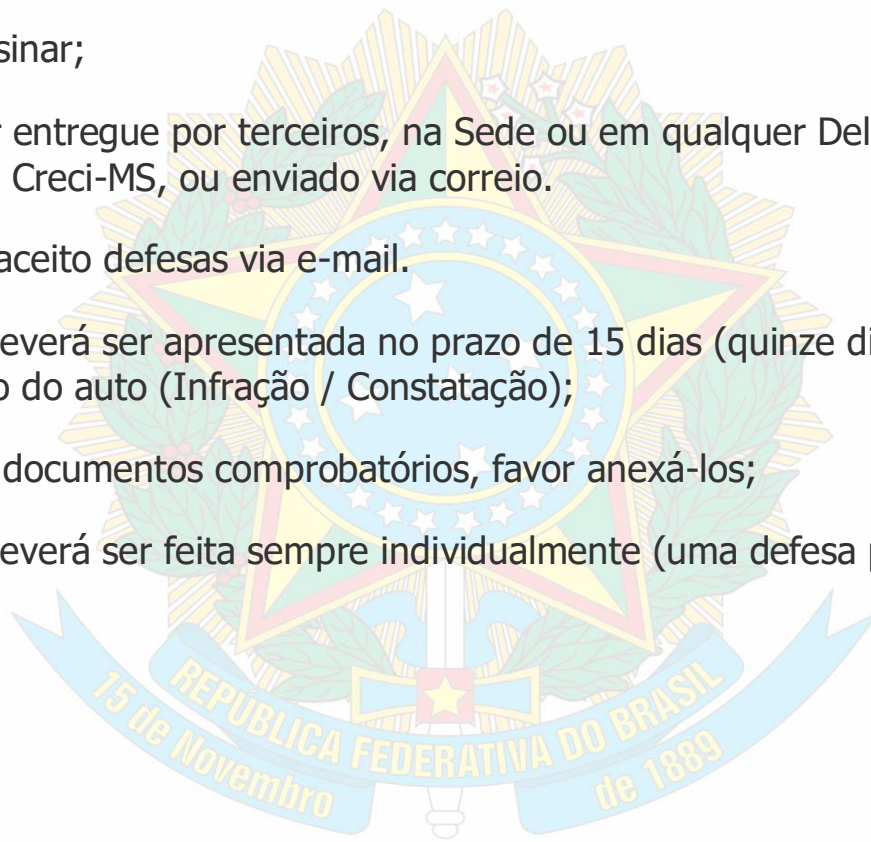 sinar;
r entregue por terceiros, na Sede ou em qualquer Del
Creci-MS, ou enviado via correio.
aceito defesas via e-mail.
everá ser apresentada no prazo de 15 dias (quinze di
o do auto (Infração / Constatação);
documentos comprobatórios, favor anexá-los;
everá ser feita sempre individualmente (uma defesa p
REPÚBLICA FEDERATIVA DO BRASIL
15 de Novembro
de 1889